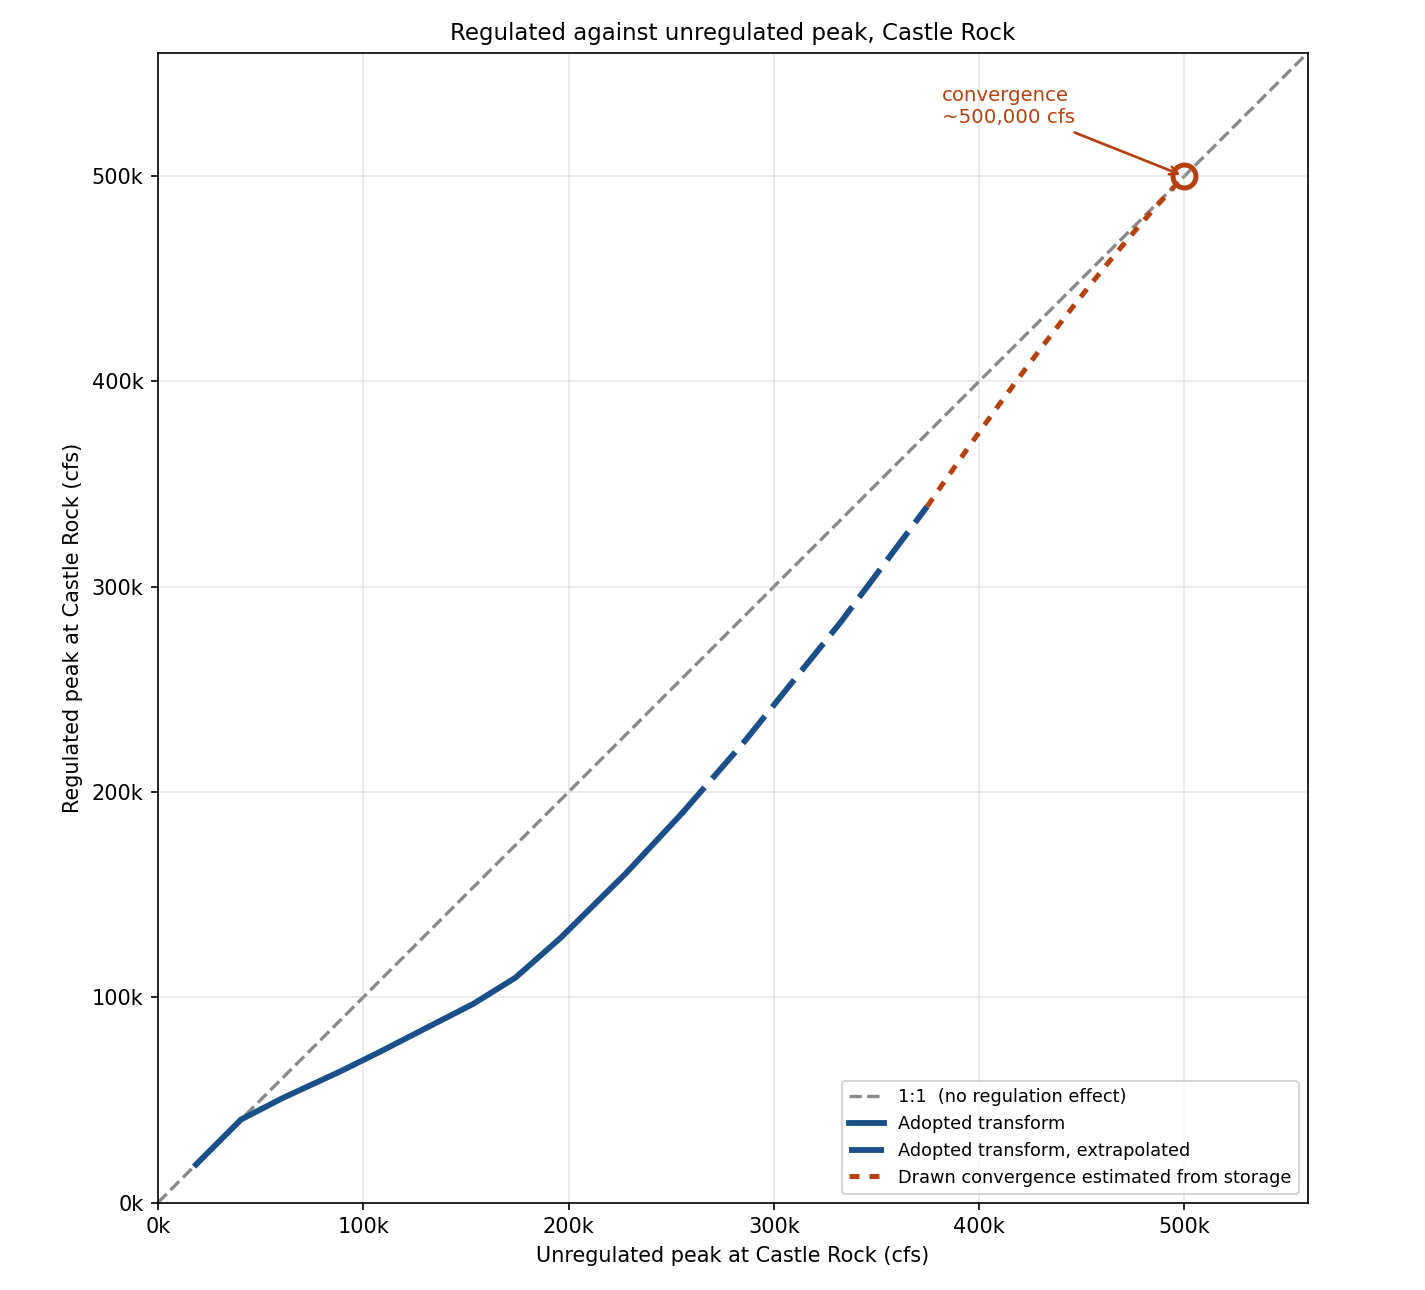 Regulated against unregulated peak, Castle Rock
convergence
~500,000 cfs
Regulated peak at Castle Rock (cfs)
500k
400k
300k
200k
100k
0k
0k
100k
200k
300k
400k
500k
Unregulated peak at Castle Rock (cfs)
1:1  (no regulation effect)
Adopted transform
Adopted transform, extrapolated
Drawn convergence estimated from storage